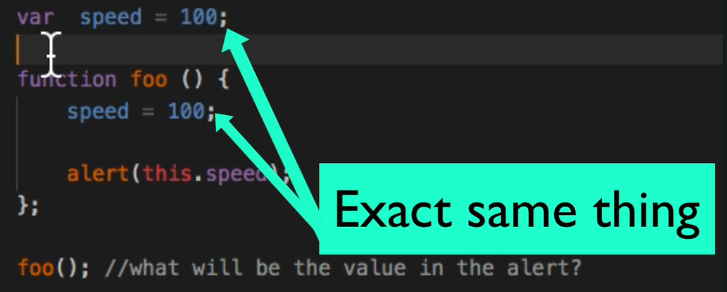 var  speed = 100;
function foo () {
    speed = 100;
    alert(this.speed);
};
Exact same thing
foo(); //what will be the value in the alert?